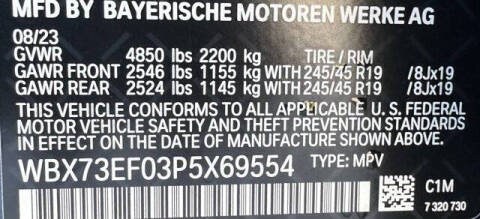 MFD BY BAYERISCHE MOTOREN WERKE AG
08/23
GVWR 4850 lbs 2200 kg TIRE / RIM
GAWR FRONT 2546 lbs 1155 kg WITH 245/45 R19 /8Jx19
GAWR REAR 2524 lbs 1145 kg WITH 245/45 R19 /8Jx19
THIS VEHICLE CONFORMS TO ALL APPLICABLE U. S. FEDERAL
MOTOR VEHICLE SAFETY AND THEFT PREVENTION STANDARDS
IN EFFECT ON THE DATE OF MANUFACTURE SHOWN ABOVE.
WBX73EF03P5X69554 TYPE: MPV
C1M
7 320 730